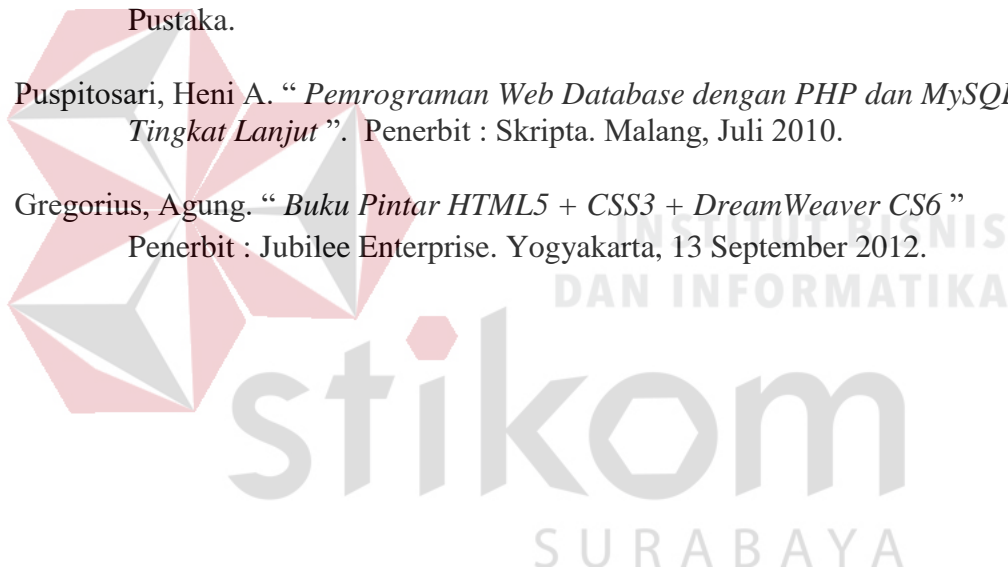 Pustaka.
Puspitosari, Heni A. “ Pemrograman Web Database dengan PHP dan MySQL
Tingkat Lanjut ”. Penerbit : Skripta. Malang, Juli 2010.
Gregorius, Agung. “ Buku Pintar HTML5 + CSS3 + DreamWeaver CS6 ”
Penerbit : Jubilee Enterprise. Yogyakarta, 13 September 2012.
INSTITUT BISNIS
DAN INFORMATIKA
stikom
SURABAYA